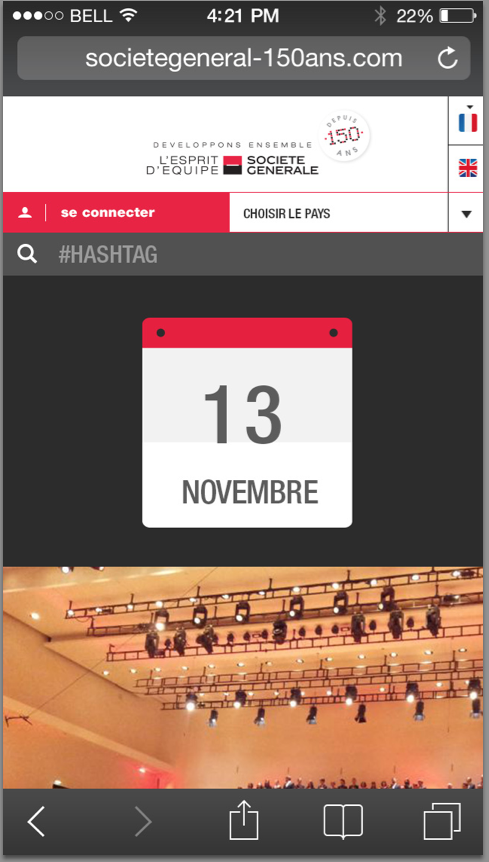 BELL 4:21 PM 22%
societegeneral-150ans.com
DEPUIS
150
ANS
DEVELOPPONS ENSEMBLE
L'ESPRIT
D'EQUIPE
SOCIETE
GENERALE
se connecter
CHOISIR LE PAYS
#HASHTAG
13
NOVEMBRE